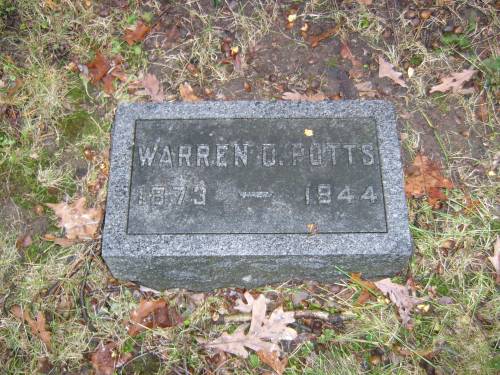 WARREN D. POTTS
1873 — 1944